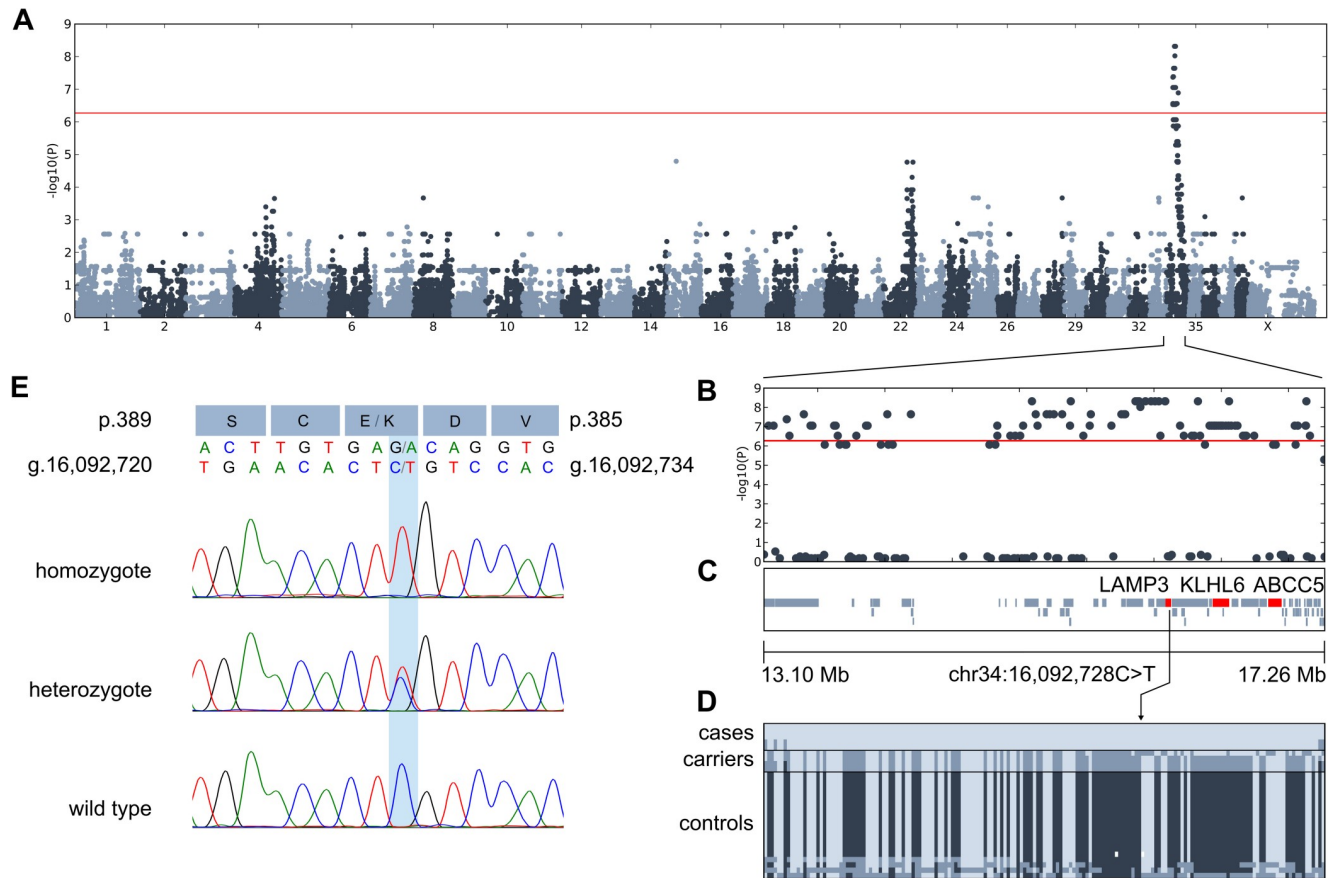 A
9
8
7
6
5
4
3
2
1
0
-log10(P)
1 2 4 6 8 10 12 14 16 18 20 22 24 26 29 32 35 X
E
p.389 S C E / K D V p.385
A C T T G T G A G/A C A G G T G
g.16,092,720 T G A A C A C T C/T G T C C A C g.16,092,734
homozygote
heterozygote
wild type
B
9
8
7
6
5
4
3
2
1
0
-log10(P)
C
LAMP3 KLHL6 ABCC5
13.10 Mb chr34:16,092,728C>T 17.26 Mb
D
cases
carriers
controls